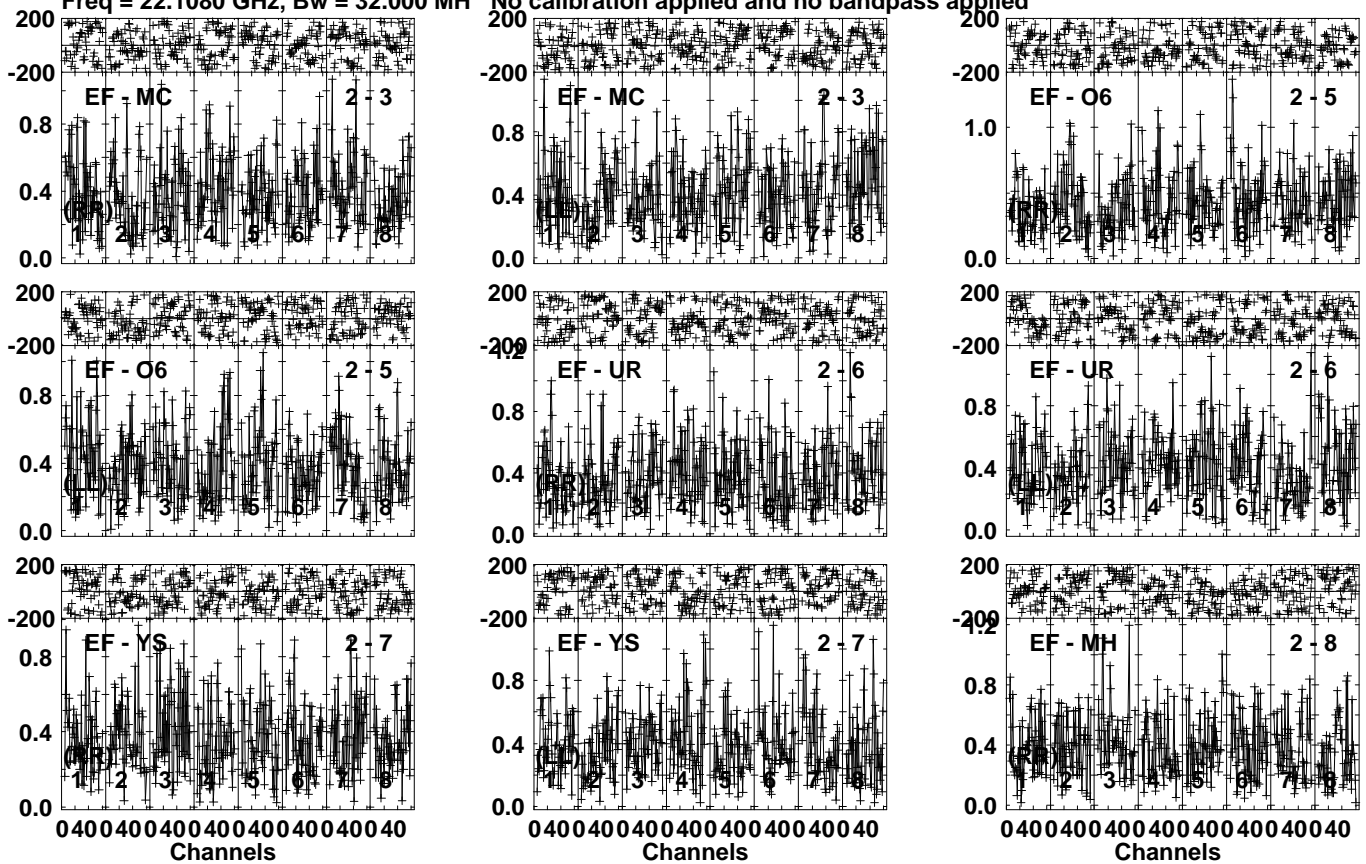 Freq = 22.1080 GHz, Bw = 32.000 MH No calibration applied and no bandpass applied
200 200 200
-200 -200 -200
EF - MC 2 - 3 EF - MC 2 - 3 EF - O6 2 - 5
0.8 0.8 1.0
0.4 0.4
(RR) (LL) (RR)
1 2 3 4 5 6 7 8 1 2 3 4 5 6 7 8 1 2 3 4 5 6 7 8
0.0 0.0 0.0
200 200 200
-200 -200 -200
1.2
EF - O6 2 - 5 EF - UR 2 - 6 EF - UR 2 - 6
0.8 0.8 0.8
0.4 0.4 0.4
(LL) (RR) (LL)
1 2 3 4 5 6 7 8 1 2 3 4 5 6 7 8 1 2 3 4 5 6 7 8
0.0 0.0 0.0
200 200 200
-200 -200 -200
1.2
EF - YS 2 - 7 EF - YS 2 - 7 EF - MH 2 - 8
0.8 0.8 0.8
0.4 0.4 0.4
(RR) (LL) (RR)
1 2 3 4 5 6 7 8 1 2 3 4 5 6 7 8 1 2 3 4 5 6 7 8
0.0 0.0 0.0
0 40 0 40 0 40 0 40 0 40 0 40 0 40 0 40 0 40 0 40 0 40 0 40 0 40 0 40 0 40 0 40 0 40 0 40 0 40 0 40 0 40 0 40 0 40 0 40
Channels Channels Channels